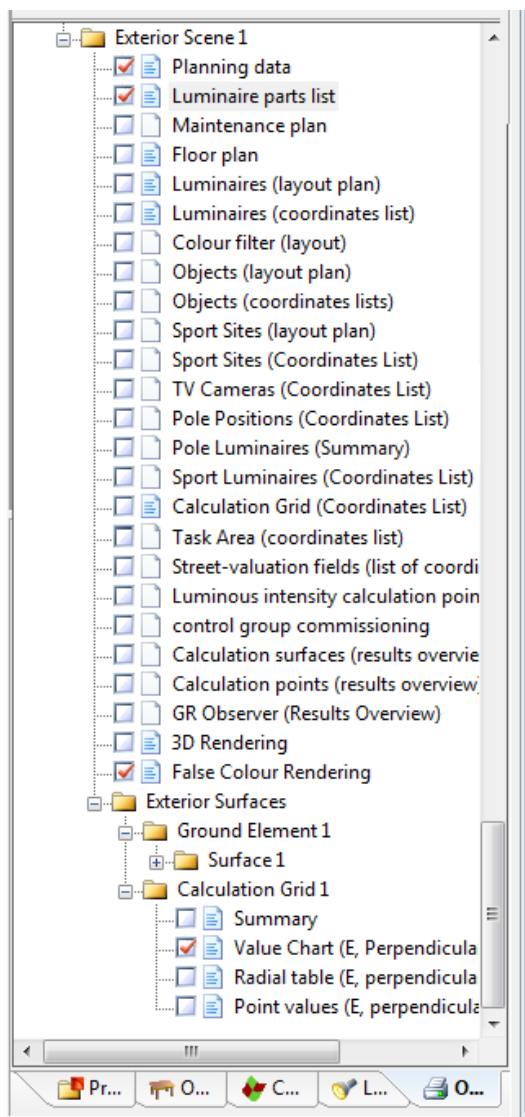 Exterior Scene 1
Planning data
Luminaire parts list
Maintenance plan
Floor plan
Luminaires (layout plan)
Luminaires (coordinates list)
Colour filter (layout)
Objects (layout plan)
Objects (coordinates lists)
Sport Sites (layout plan)
Sport Sites (Coordinates List)
TV Cameras (Coordinates List)
Pole Positions (Coordinates List)
Pole Luminaires (Summary)
Sport Luminaires (Coordinates List)
Calculation Grid (Coordinates List)
Task Area (coordinates list)
Street-valuation fields (list of coordi
Luminous intensity calculation poin
control group commissioning
Calculation surfaces (results overvie
Calculation points (results overview
GR Observer (Results Overview)
3D Rendering
False Colour Rendering
Exterior Surfaces
Ground Element 1
Surface 1
Calculation Grid 1
Summary
Value Chart (E, Perpendicula
Radial table (E, perpendicula
Point values (E, perpendicula
Pr... O... C... L... O...